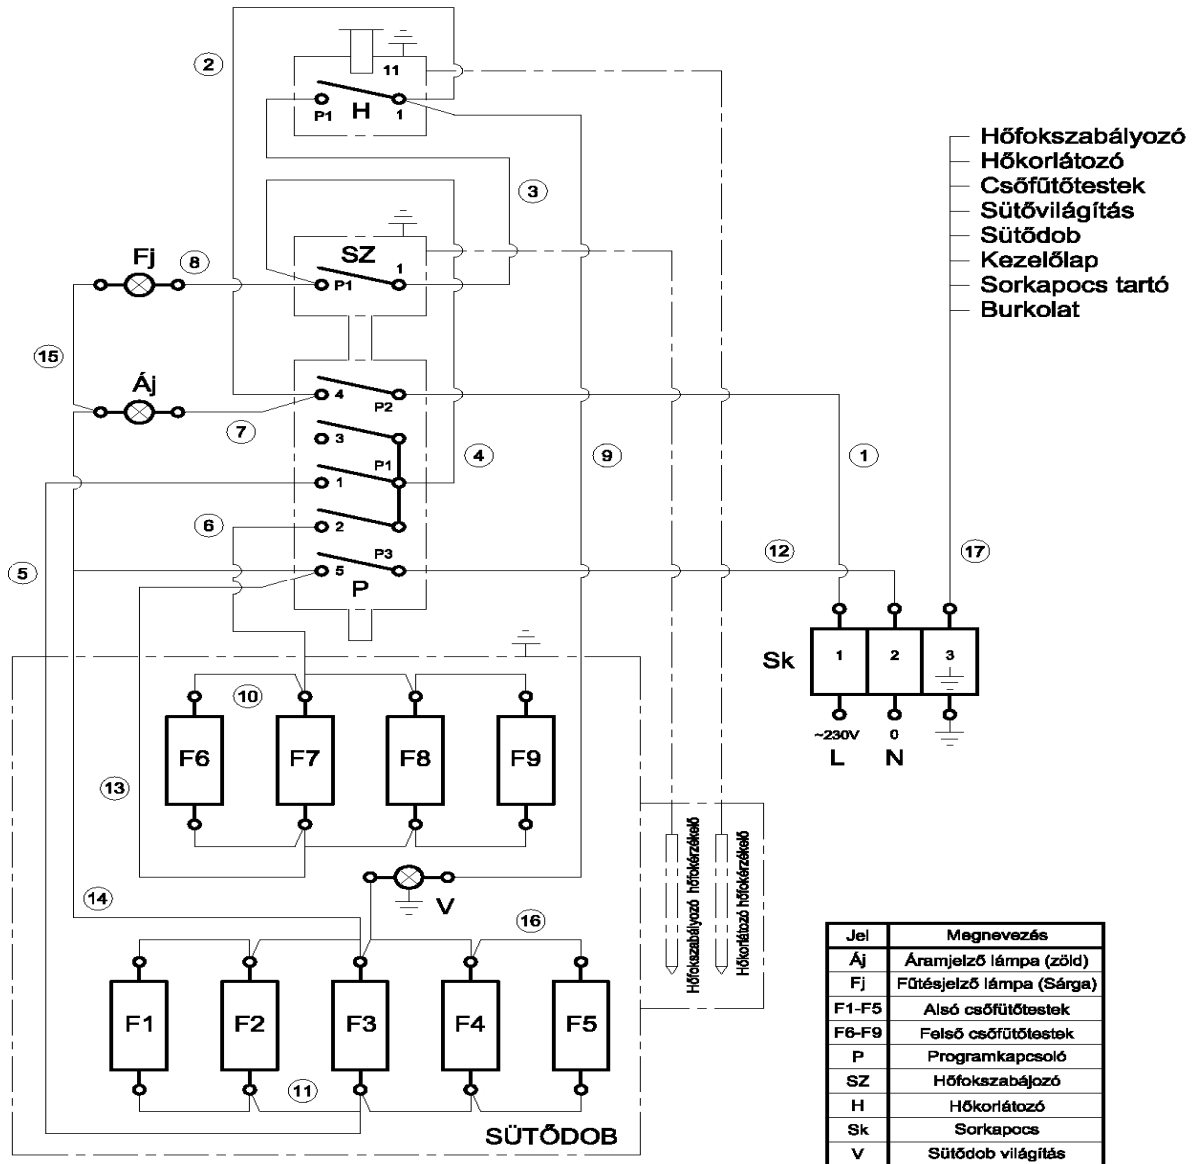 2
11
P1
H
1
3
Hőfokszabályozó
Hőkorlátozó
Csőfűtőtestek
Sütővilágítás
Sütődob
Kezelőlap
Sorkapocs tartó
Burkolat
SZ
1
P1
Fj
8
15
Áj
7
4
P2
3
P1
1
2
P3
5
P
4
9
1
6
5
12
17
Sk
1
2
3
~230V
0
L
N
10
F6
F7
F8
F9
13
14
V
16
Hőfokszabályozó hőfokérzékelő
Hőkorlátozó hőfokérzékelő
F1
F2
F3
F4
F5
11
SÜTŐDOB
Jel Megnevezés
Áj Áramjelző lámpa (zöld)
Fj Fűtésjelző lámpa (Sárga)
F1-F5 Alsó csőfűtőtestek
F6-F9 Felső csőfűtőtestek
P Programkapcsoló
SZ Hőfokszabájozó
H Hőkorlátozó
Sk Sorkapocs
V Sütődob világítás